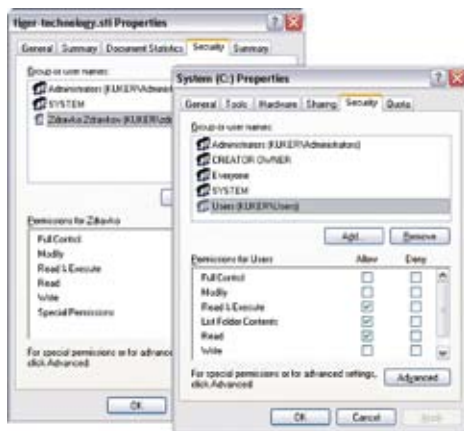 tiger-technology.stl Properties
General Summary Document Statistics Security Summary
Group or user names:
Administrators (KUKER\Administ
SYSTEM
Zdravko Zdravkov (KUKER\
Permissions for Zdravko
Full Control
Modify
Read & Execute
Read
Write
Special Permissions
For special permissions or for advanced
click Advanced
OK
System (C:) Properties
General Tools Hardware Sharing Security Quota
Group or user names:
Administrators (KUKER\Administrators)
CREATOR OWNER
Everyone
SYSTEM
Users (KUKER\Users)
Add... Remove
Permissions for Users Allow Deny
Full Control
Modify
Read & Execute
List Folder Contents
Read
Write
For special permissions or for advanced settings,
click Advanced.
Advanced
OK Cancel Apply